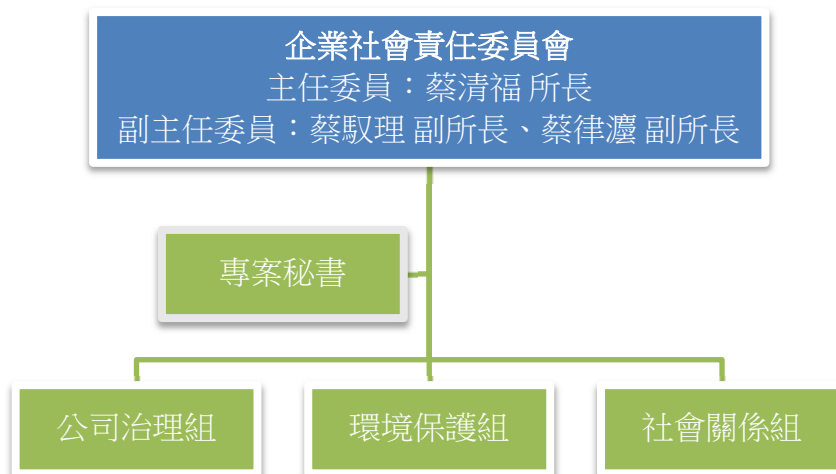 企業社會責任委員會
主任委員：蔡清福 所長
副主任委員：蔡馭理 副所長、蔡律灋 副所長
專案秘書
公司治理組
環境保護組
社會關係組